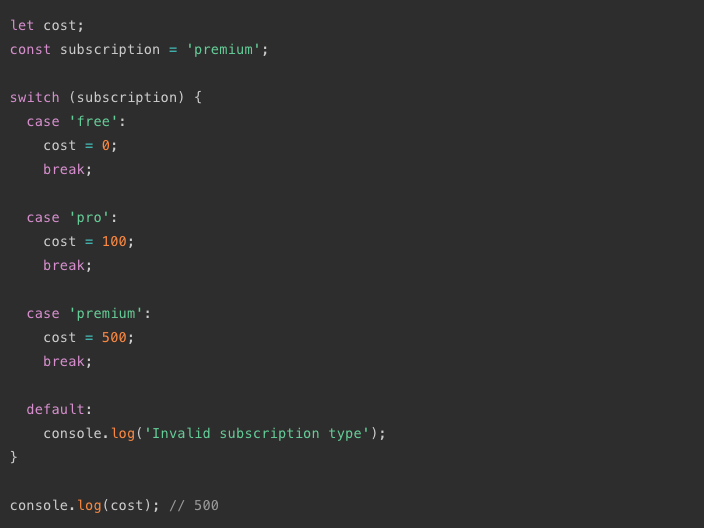 let cost;
const subscription = 'premium';

switch (subscription) {
  case 'free':
    cost = 0;
    break;

  case 'pro':
    cost = 100;
    break;

  case 'premium':
    cost = 500;
    break;

  default:
    console.log('Invalid subscription type');
}

console.log(cost); // 500